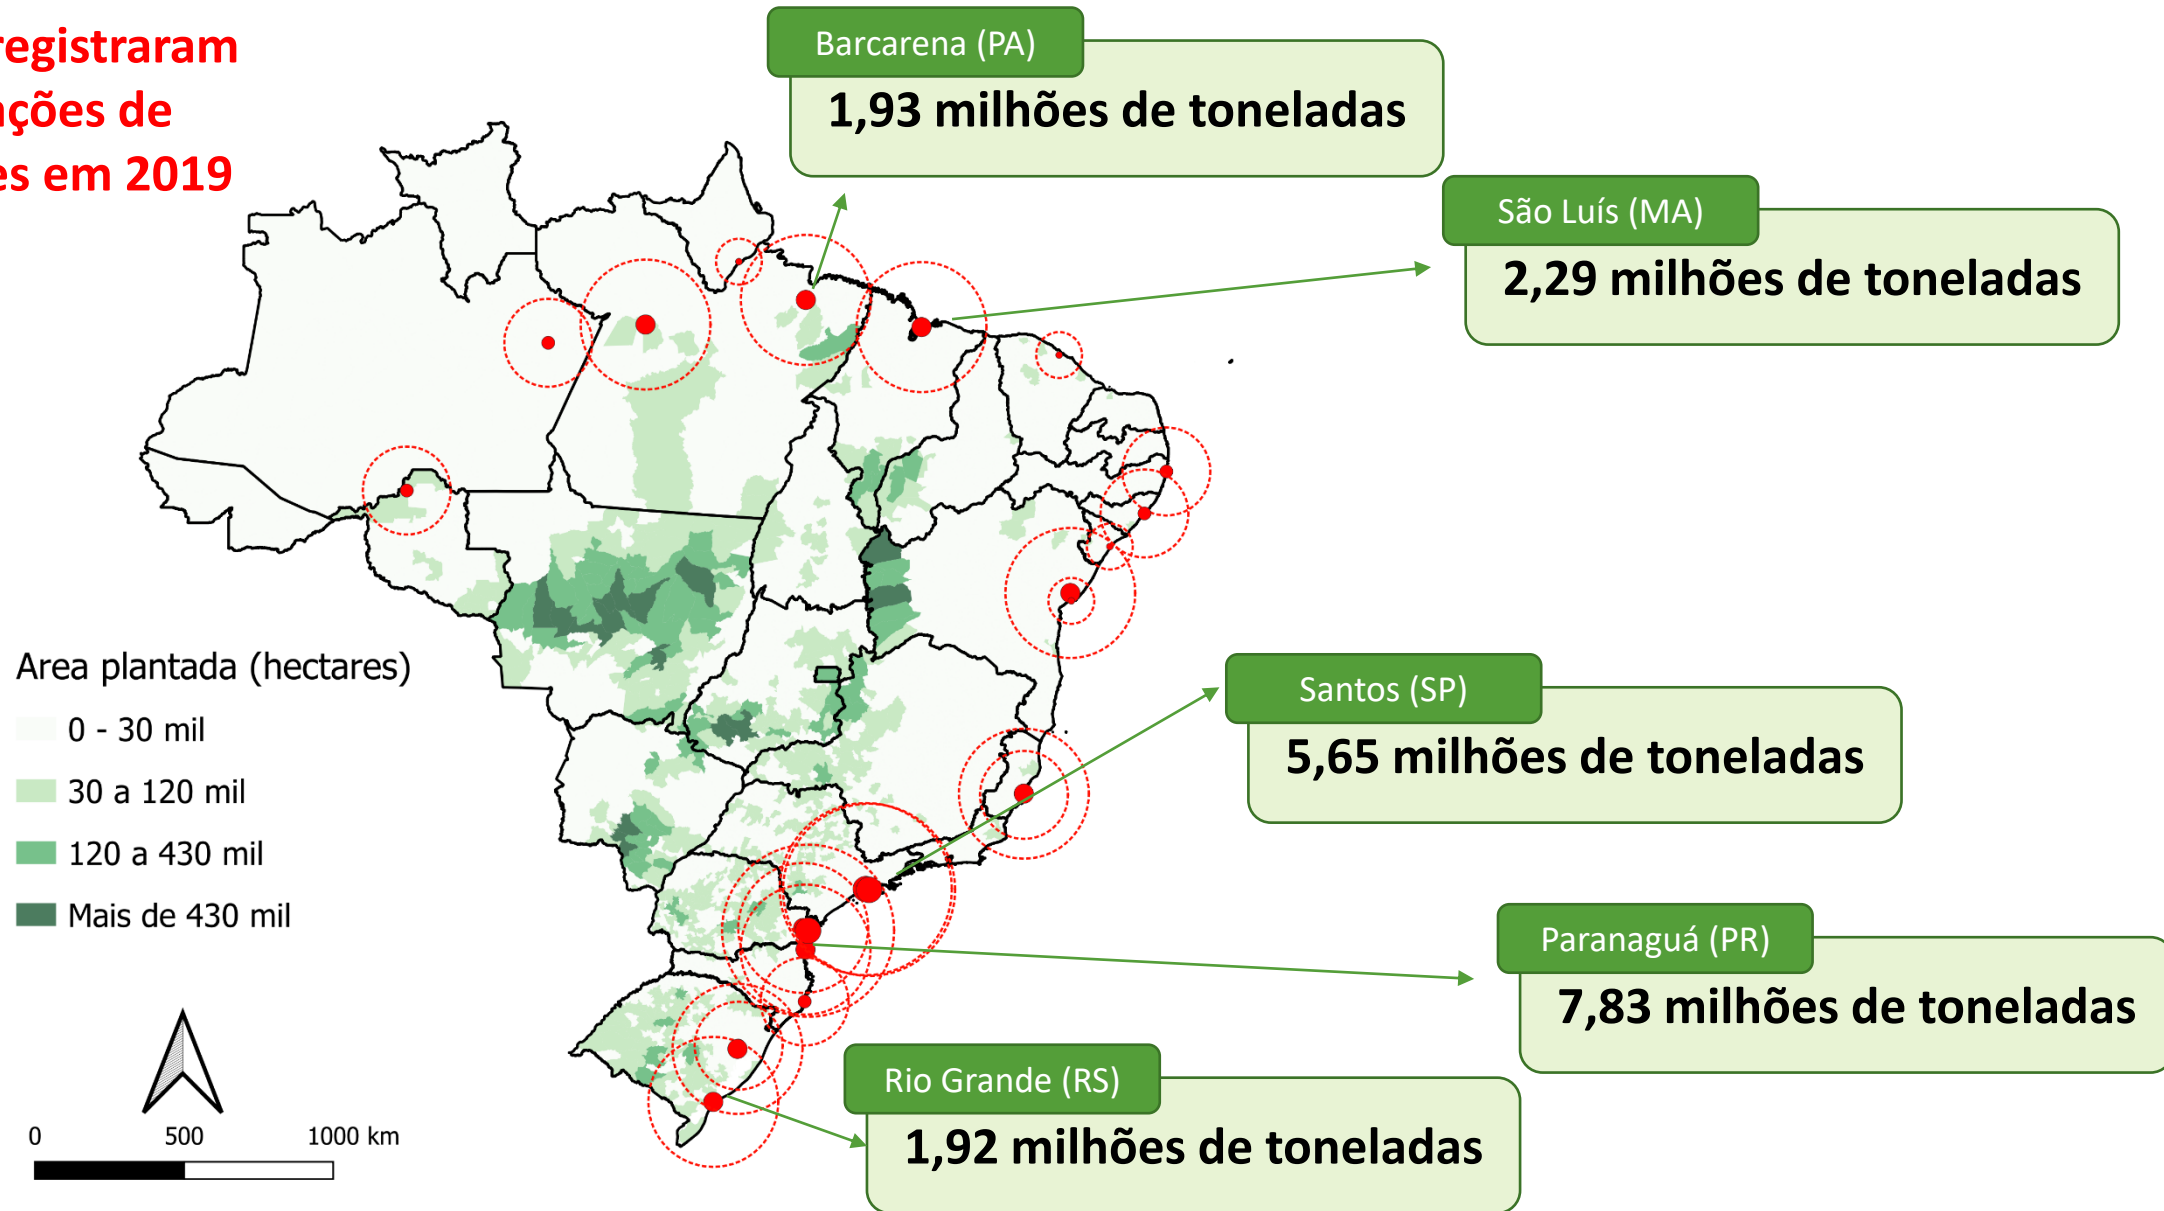 registraram
ções de
es em 2019
Barcarena (PA)
1,93 milhões de toneladas
São Luís (MA)
2,29 milhões de toneladas
Santos (SP)
5,65 milhões de toneladas
Paranaguá (PR)
7,83 milhões de toneladas
Rio Grande (RS)
1,92 milhões de toneladas
Area plantada (hectares)
0 - 30 mil
30 a 120 mil
120 a 430 mil
Mais de 430 mil
0 500 1000 km